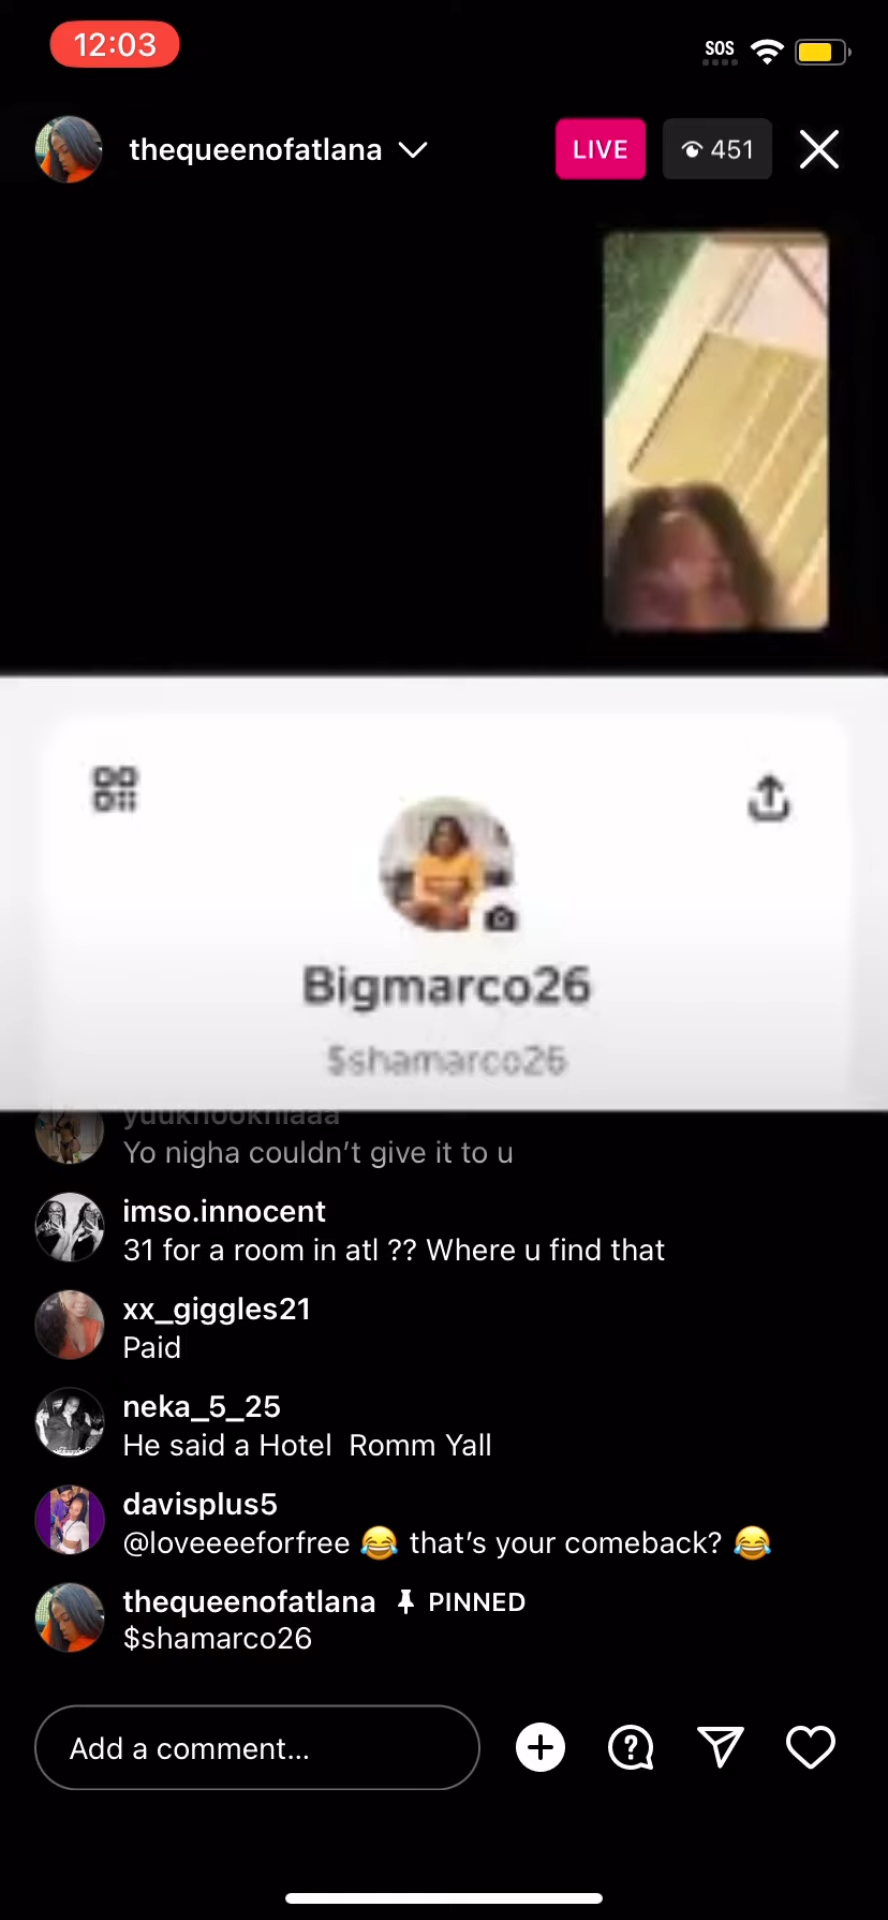 12:03
SOS
thequeenofatlana
LIVE
451
Bigmarco26
$shamarco26
Yo nigha couldn’t give it to u
imso.innocent
31 for a room in atl ?? Where u find that
xx_giggles21
Paid
neka_5_25
He said a Hotel Romm Yall
davisplus5
@loveeeeforfree 😂 that’s your comeback? 😂
thequeenofatlana PINNED
$shamarco26
Add a comment...